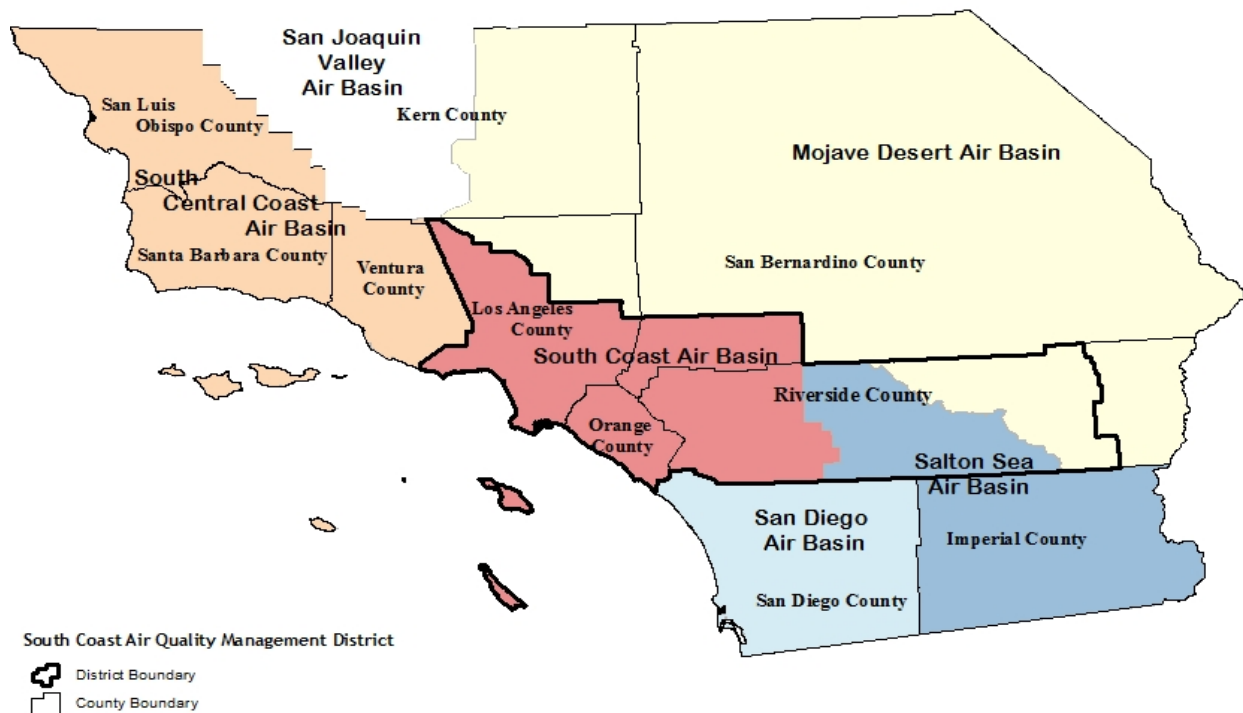 San Joaquin
Valley
Air Basin
Kern County
San Luis
Obispo County
Mojave Desert Air Basin
South
Central Coast
Air Basin
Santa Barbara County
Ventura
County
San Bernardino County
Los Angeles
County
South Coast Air Basin
Riverside County
Orange
County
Salton Sea
Air Basin
San Diego
Air Basin
Imperial County
San Diego County
South Coast Air Quality Management District
District Boundary
County Boundary